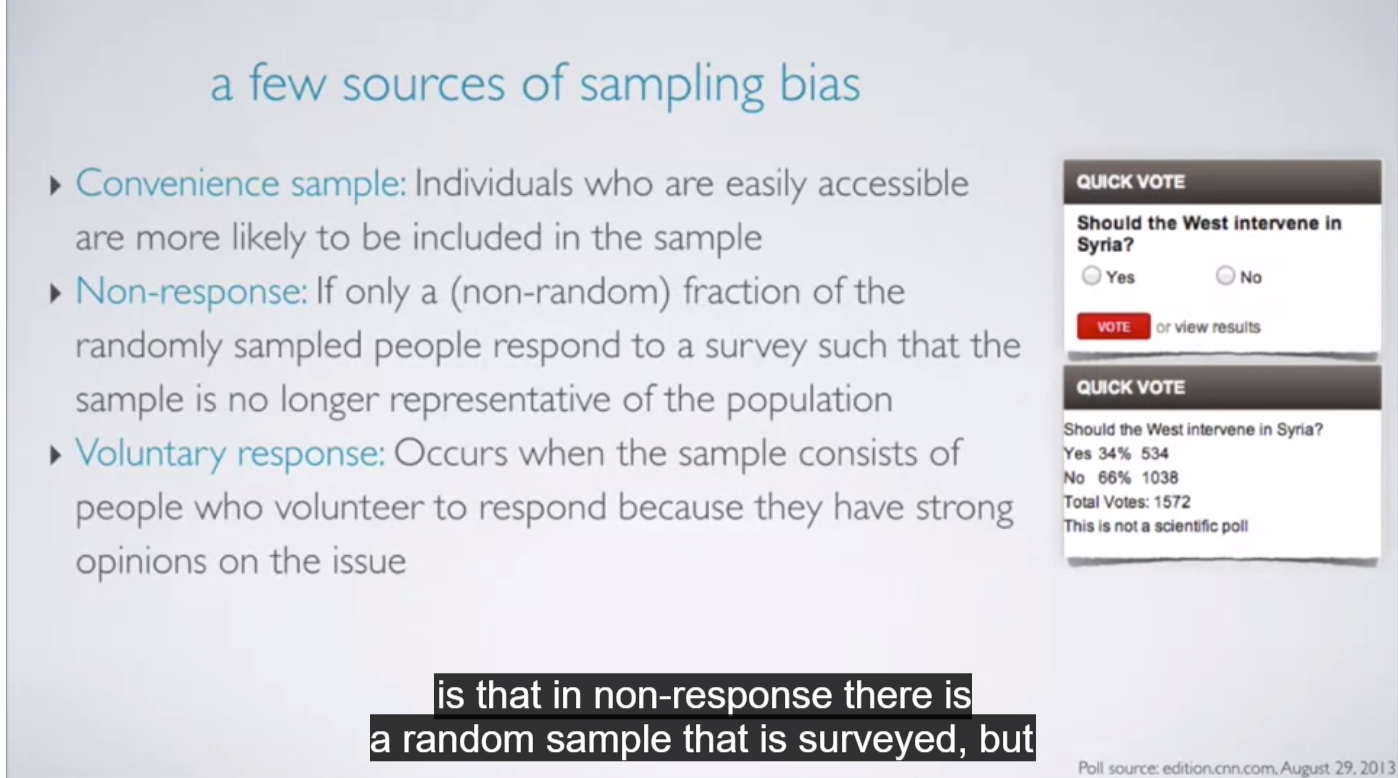 a few sources of sampling bias
Convenience sample: Individuals who are easily accessible
are more likely to be included in the sample
Non-response: If only a (non-random) fraction of the
randomly sampled people respond to a survey such that the
sample is no longer representative of the population
Voluntary response: Occurs when the sample consists of
people who volunteer to respond because they have strong
opinions on the issue
QUICK VOTE
Should the West intervene in
Syria?
Yes No
VOTE or view results
QUICK VOTE
Should the West intervene in Syria?
Yes 34% 534
No 66% 1038
Total Votes: 1572
This is not a scientific poll
is that in non-response there is
a random sample that is surveyed, but
Poll source: edition.cnn.com, August 29, 2013